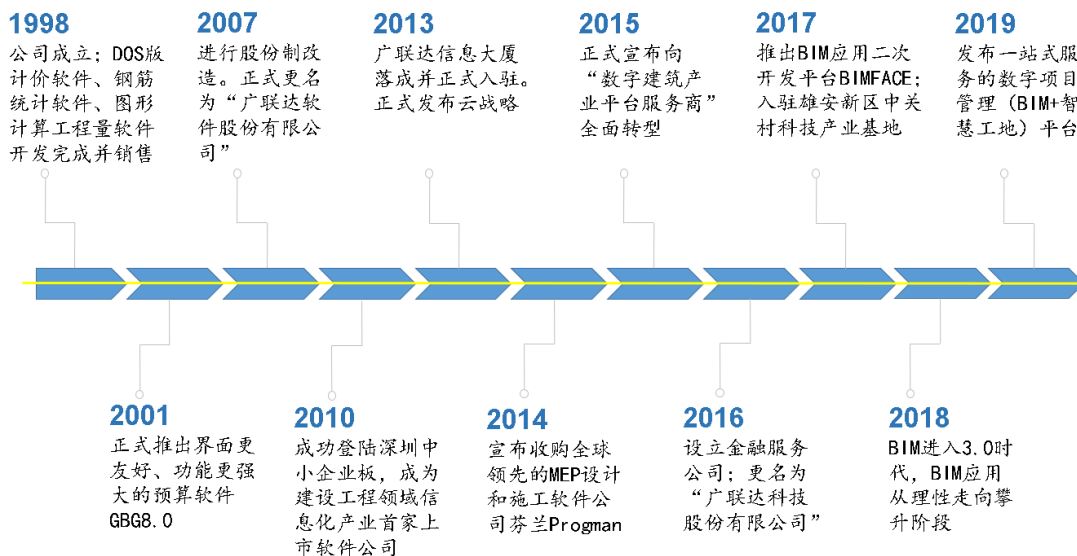 1998
公司成立；DOS版
计价软件、钢筋
统计软件、图形
计算工程量软件
开发完成并销售
2007
进行股份制改
造。正式更名
为“广联达软
件股份有限公
司”
2013
广联达信息大厦
落成并正式入驻。
正式发布云战略
2015
正式宣布向
“数字建筑产
业平台服务商”
全面转型
2017
推出BIM应用二次
开发平台BIMFACE；
入驻雄安新区中关
村科技产业基地
2019
发布一站式服
务的数字项目
管理（BIM+智
慧工地）平台
2001
正式推出界面更
友好、功能更强
大的预算软件
GBG8.0
2010
成功登陆深圳中
小企业板，成为
建设工程领域信
息化产业首家上
市软件公司
2014
宣布收购全球
领先的MEP设计
和施工软件公
司芬兰Progman
2016
设立金融服务
公司；更名为
“广联达科技
股份有限公司”
2018
BIM进入3.0时
代，BIM应用
从理性走向攀
升阶段